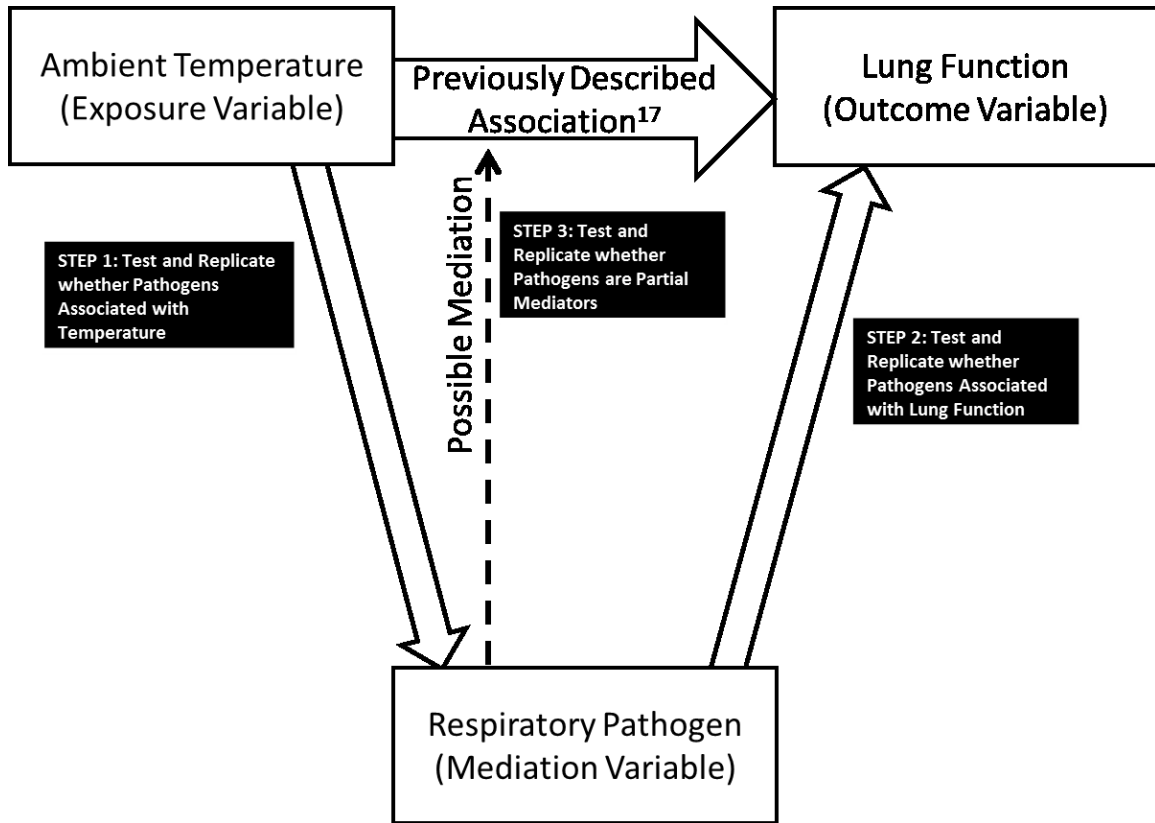 Ambient Temperature
(Exposure Variable)
Previously Described
Association¹⁷
Lung Function
(Outcome Variable)
STEP 1: Test and Replicate
whether Pathogens
Associated with
Temperature
Possible Mediation
STEP 3: Test and
Replicate whether
Pathogens are Partial
Mediators
STEP 2: Test and
Replicate whether
Pathogens Associated
with Lung Function
Respiratory Pathogen
(Mediation Variable)